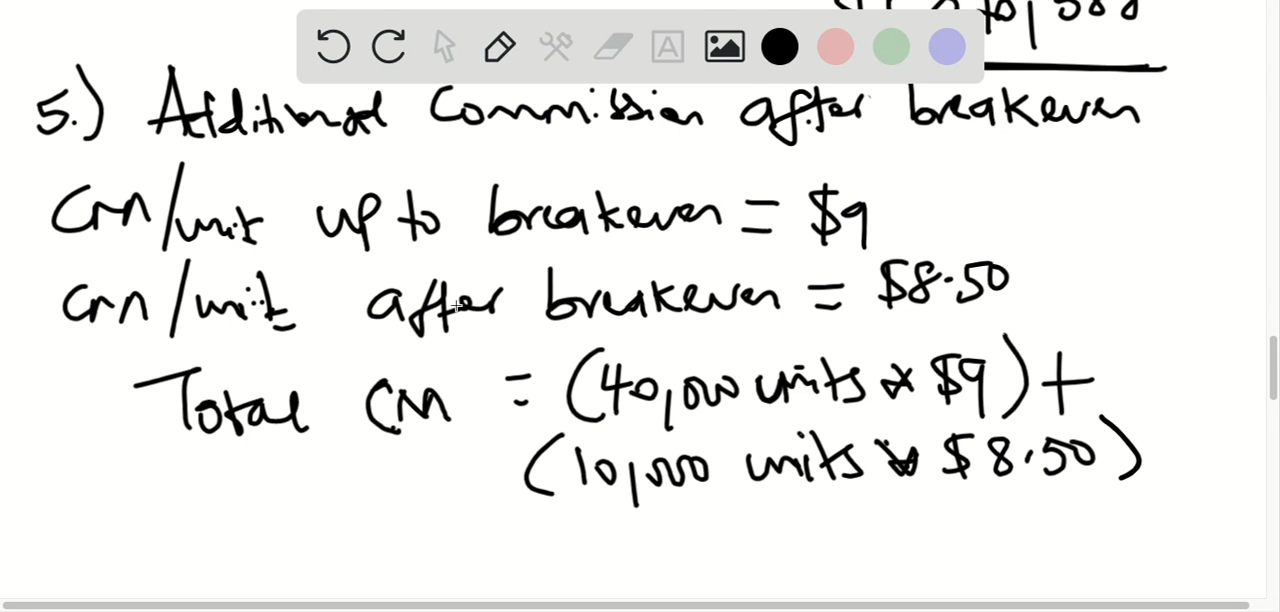 5.) Additional Commission after breakeven
Cm/unit up to breakeven = $9
cm/unit after breakeven = $8.50
Total CM = (40,000 units * $9) +
(10,000 units * $8.50)